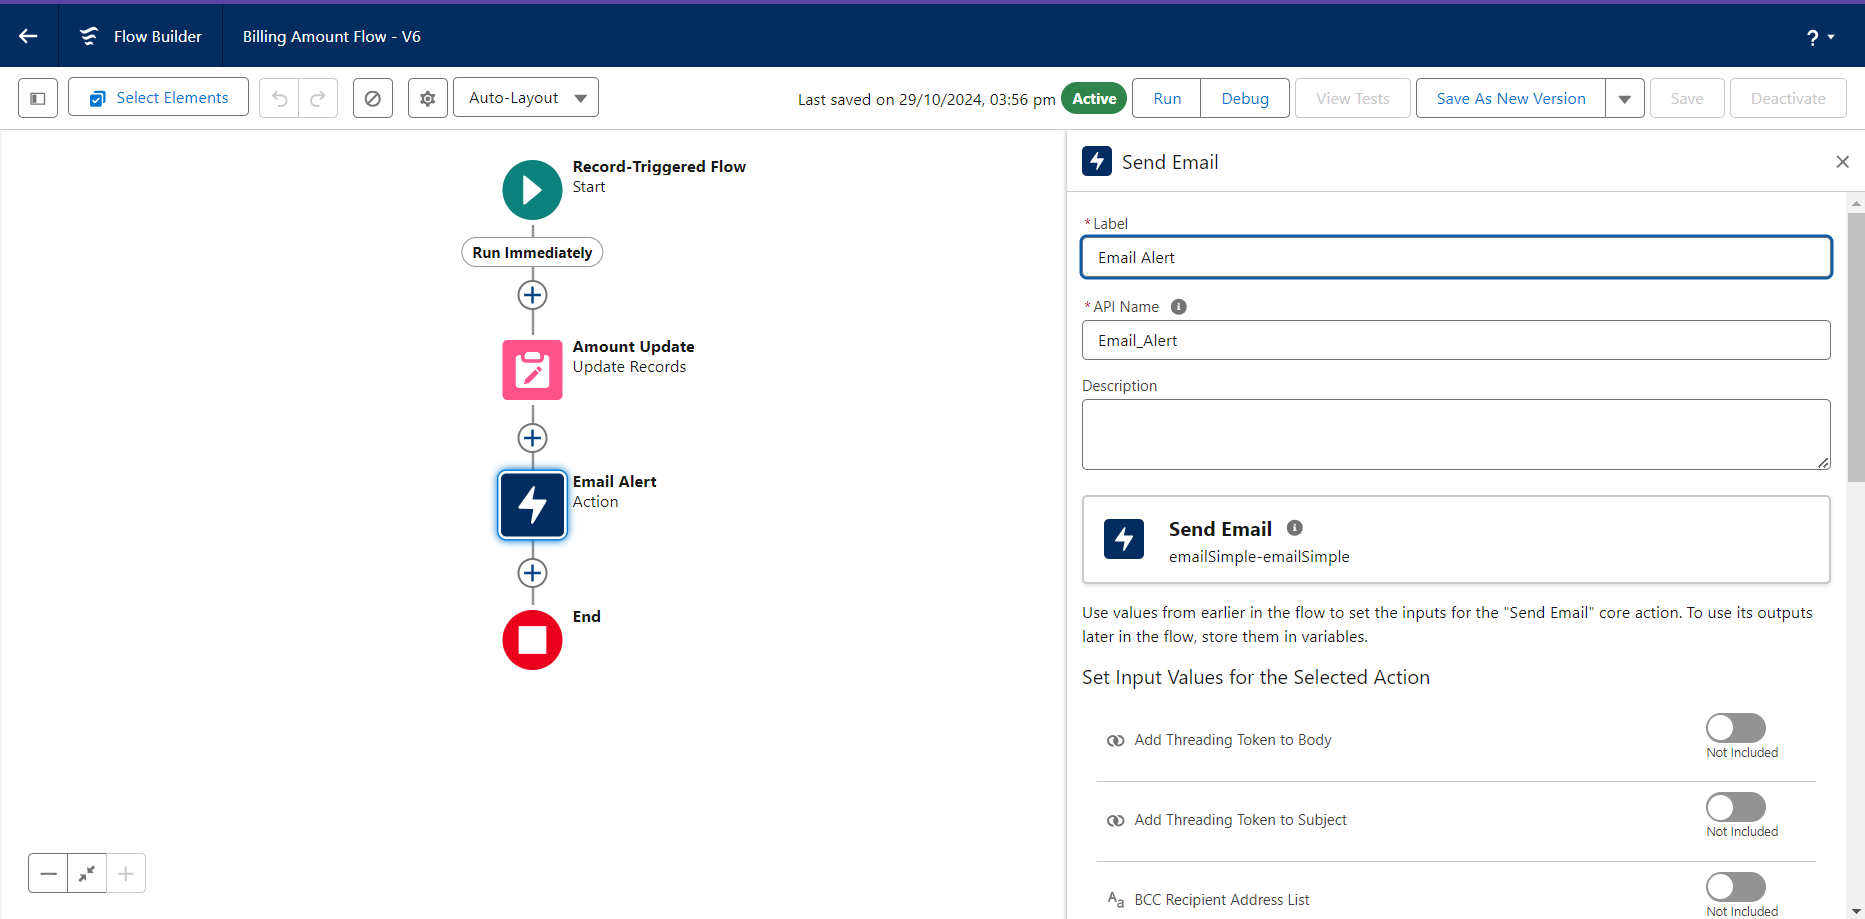 Flow Builder
Billing Amount Flow - V6
?
Select Elements
Auto-Layout
Last saved on 29/10/2024, 03:56 pm
Active
Run
Debug
View Tests
Save As New Version
Save
Deactivate
Record-Triggered Flow
Start
Run Immediately
Amount Update
Update Records
Email Alert
Action
End
Send Email
* Label
Email Alert
* API Name
Email_Alert
Description
Send Email
emailSimple-emailSimple
Use values from earlier in the flow to set the inputs for the "Send Email" core action. To use its outputs
later in the flow, store them in variables.
Set Input Values for the Selected Action
Add Threading Token to Body
Not Included
Add Threading Token to Subject
Not Included
Aa BCC Recipient Address List
Not Included